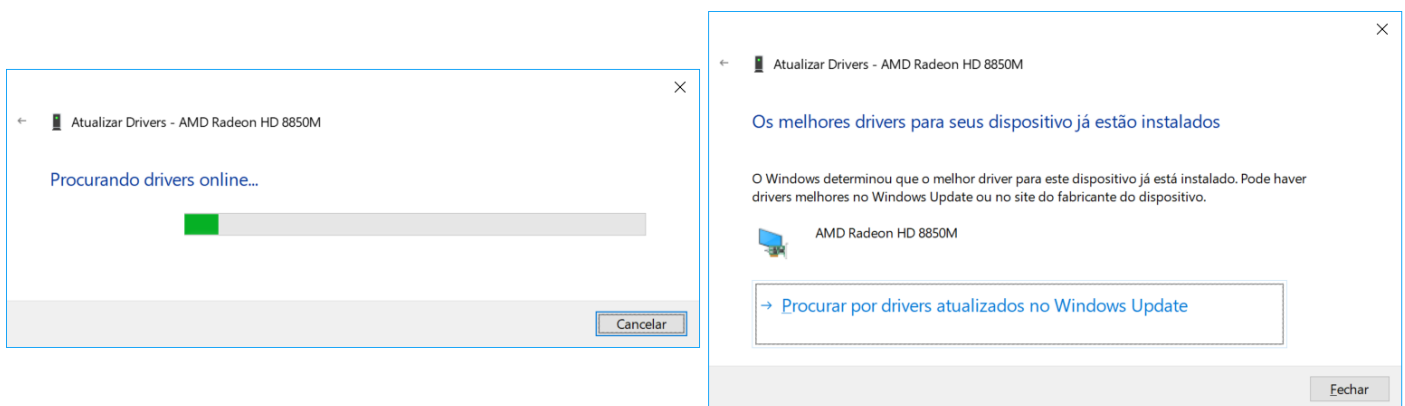 Atualizar Drivers - AMD Radeon HD 8850M
Procurando drivers online...
Cancelar
Atualizar Drivers - AMD Radeon HD 8850M
Os melhores drivers para seus dispositivo já estão instalados
O Windows determinou que o melhor driver para este dispositivo já está instalado. Pode haver
drivers melhores no Windows Update ou no site do fabricante do dispositivo.
AMD Radeon HD 8850M
Procurar por drivers atualizados no Windows Update
Fechar